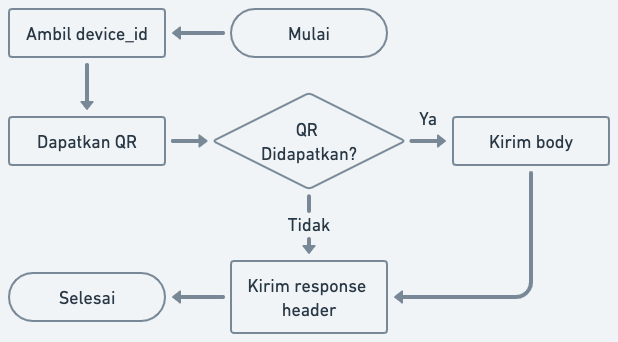 Mulai
Ambil device_id
Dapatkan QR
QR
Didapatkan?
Ya
Kirim body
Tidak
Kirim response
header
Selesai